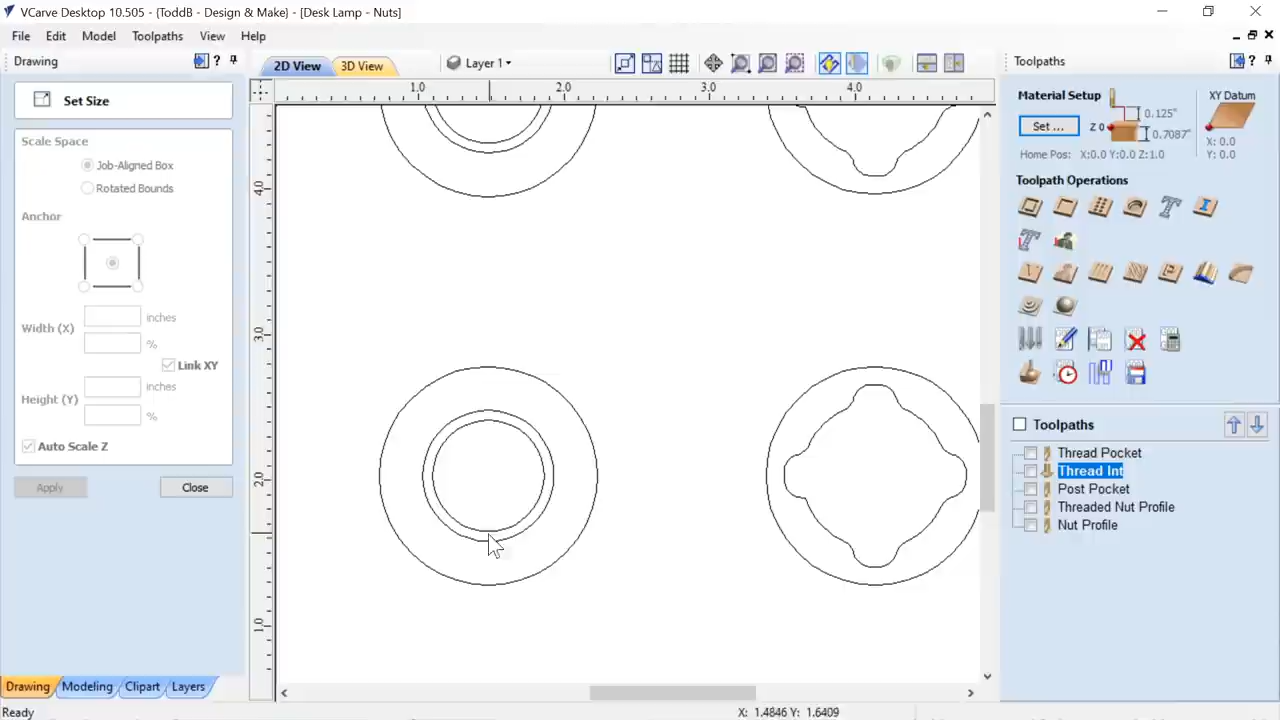 VCarve Desktop 10.505 - (ToddB - Design & Make) - [Desk Lamp - Nuts]
File Edit Model Toolpaths View Gadgets Help
Drawing
2D View
3D View
Layer 1
Toolpaths
1.0 2.0 3.0 4.0
Set Size
Scale Space
Job-Aligned Box
Rotated Bounds
Anchor
Width (X)
inches
%
Link XY
Height (Y)
inches
%
Auto Scale Z
Apply
Close
4.0
3.0
2.0
1.0
Material Setup
Set ...
Z 0
0.125"
0.7087"
XY Datum
X: 0.0
Y: 0.0
Home Pos: X:0.0 Y:0.0 Z:1.0
Toolpath Operations
Toolpaths
Thread Pocket
Thread Int
Post Pocket
Threaded Nut Profile
Nut Profile
Drawing Modeling Clipart Layers
Ready
X: 1.4846 Y: 1.6409